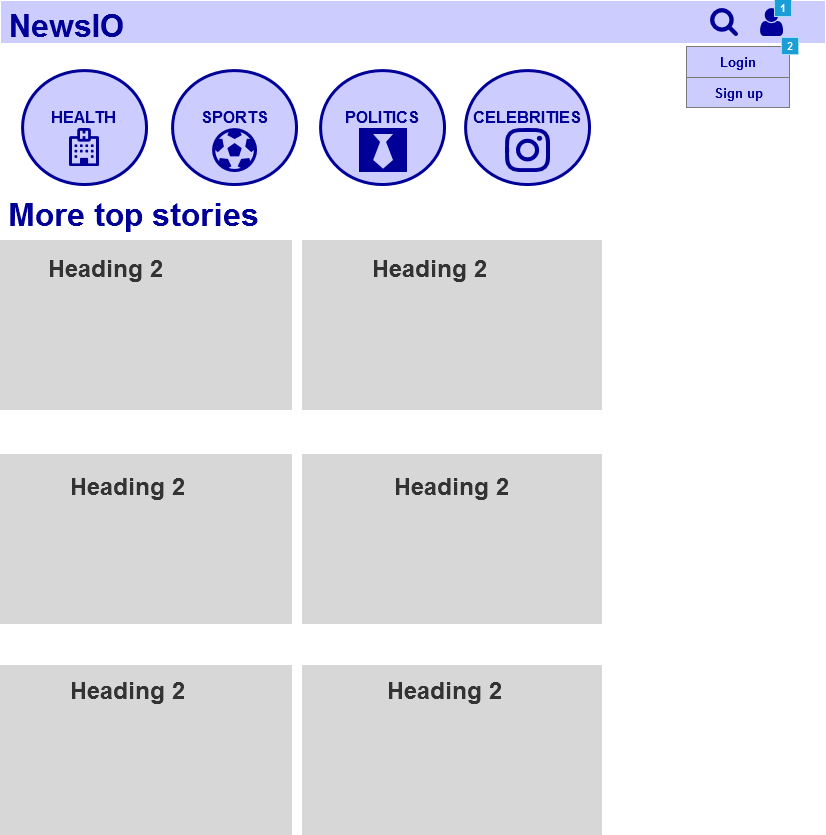 NewsIO
1
2
Login
Sign up
HEALTH
SPORTS
POLITICS
CELEBRITIES
H
More top stories
Heading 2
Heading 2
Heading 2
Heading 2
Heading 2
Heading 2